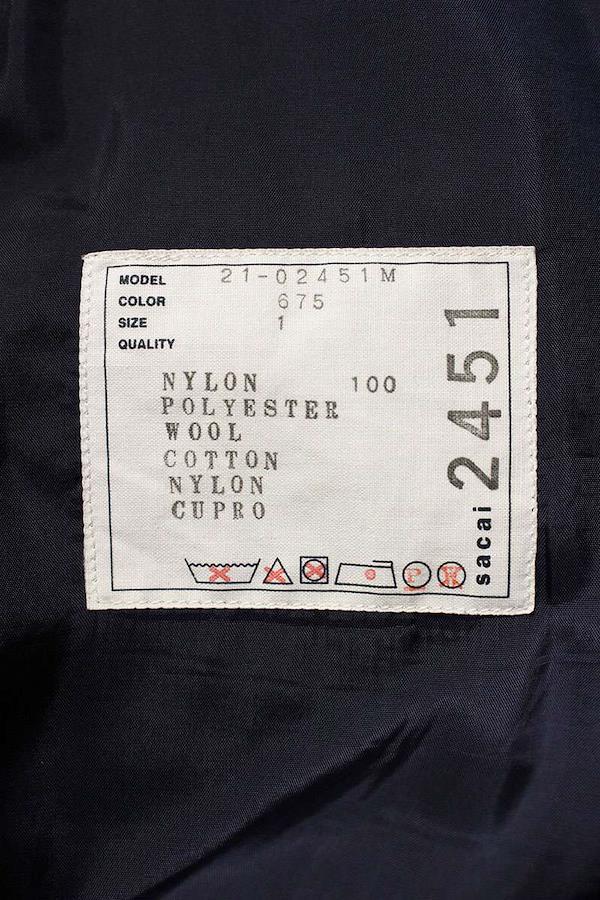 MODEL 21-02451M
COLOR 675
SIZE 1
QUALITY
NYLON 100
POLYESTER
WOOL
COTTON
NYLON
CUPRO
P W
sacai 2451